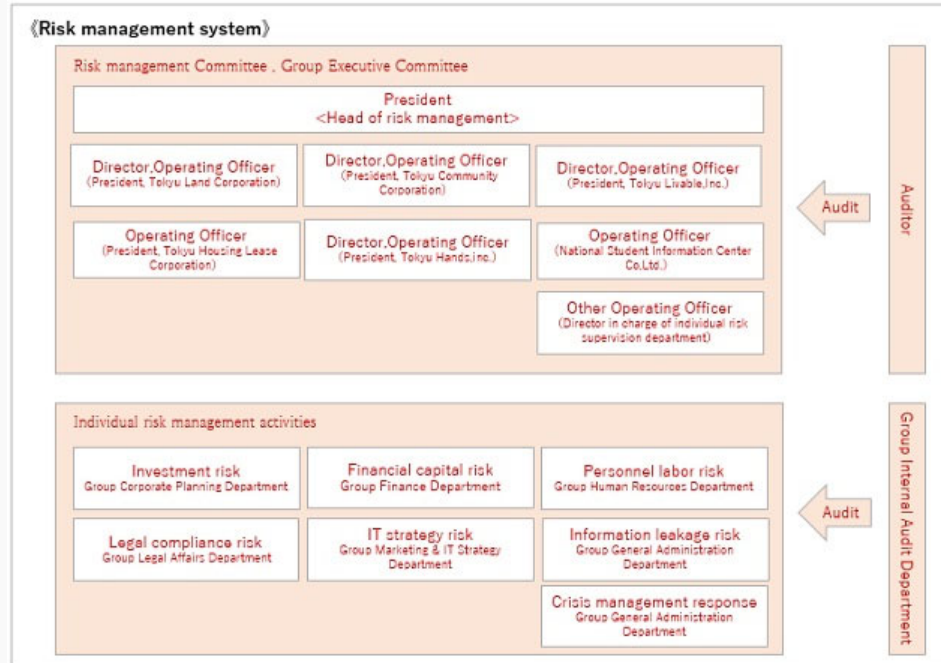 《Risk management system》
Risk management Committee . Group Executive Committee
President
<Head of risk management>
Director.Operating Officer
(President, Tokyu Land Corporation)
Director.Operating Officer
(President, Tokyu Community
Corporation)
Director.Operating Officer
(President, Tokyu Livable,Inc.)
Operating Officer
(President, Tokyu Housing Lease
Corporation)
Director.Operating Officer
(President, Tokyu Hands,inc.)
Operating Officer
(National Student Information Center
Co,Ltd.)
Other Operating Officer
(Director in charge of individual risk
supervision department)
Audit
Auditor
Individual risk management activities
Investment risk
Group Corporate Planning Department
Financial capital risk
Group Finance Department
Personnel labor risk
Group Human Resources Department
Legal compliance risk
Group Legal Affairs Department
IT strategy risk
Group Marketing & IT Strategy
Department
Information leakage risk
Group General Administration
Department
Crisis management response
Group General Administration
Department
Audit
Group Internal Audit Department